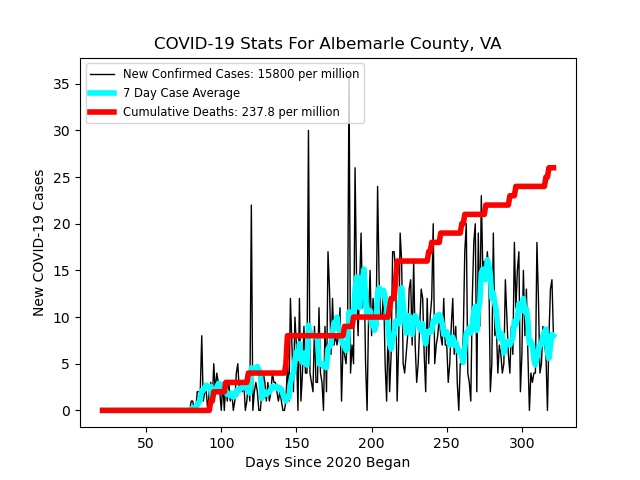 COVID-19 Stats For Albemarle County, VA
New Confirmed Cases: 15800 per million
7 Day Case Average
Cumulative Deaths: 237.8 per million
New COVID-19 Cases
35
30
25
20
15
10
5
0
50
100
150
200
250
300
Days Since 2020 Began